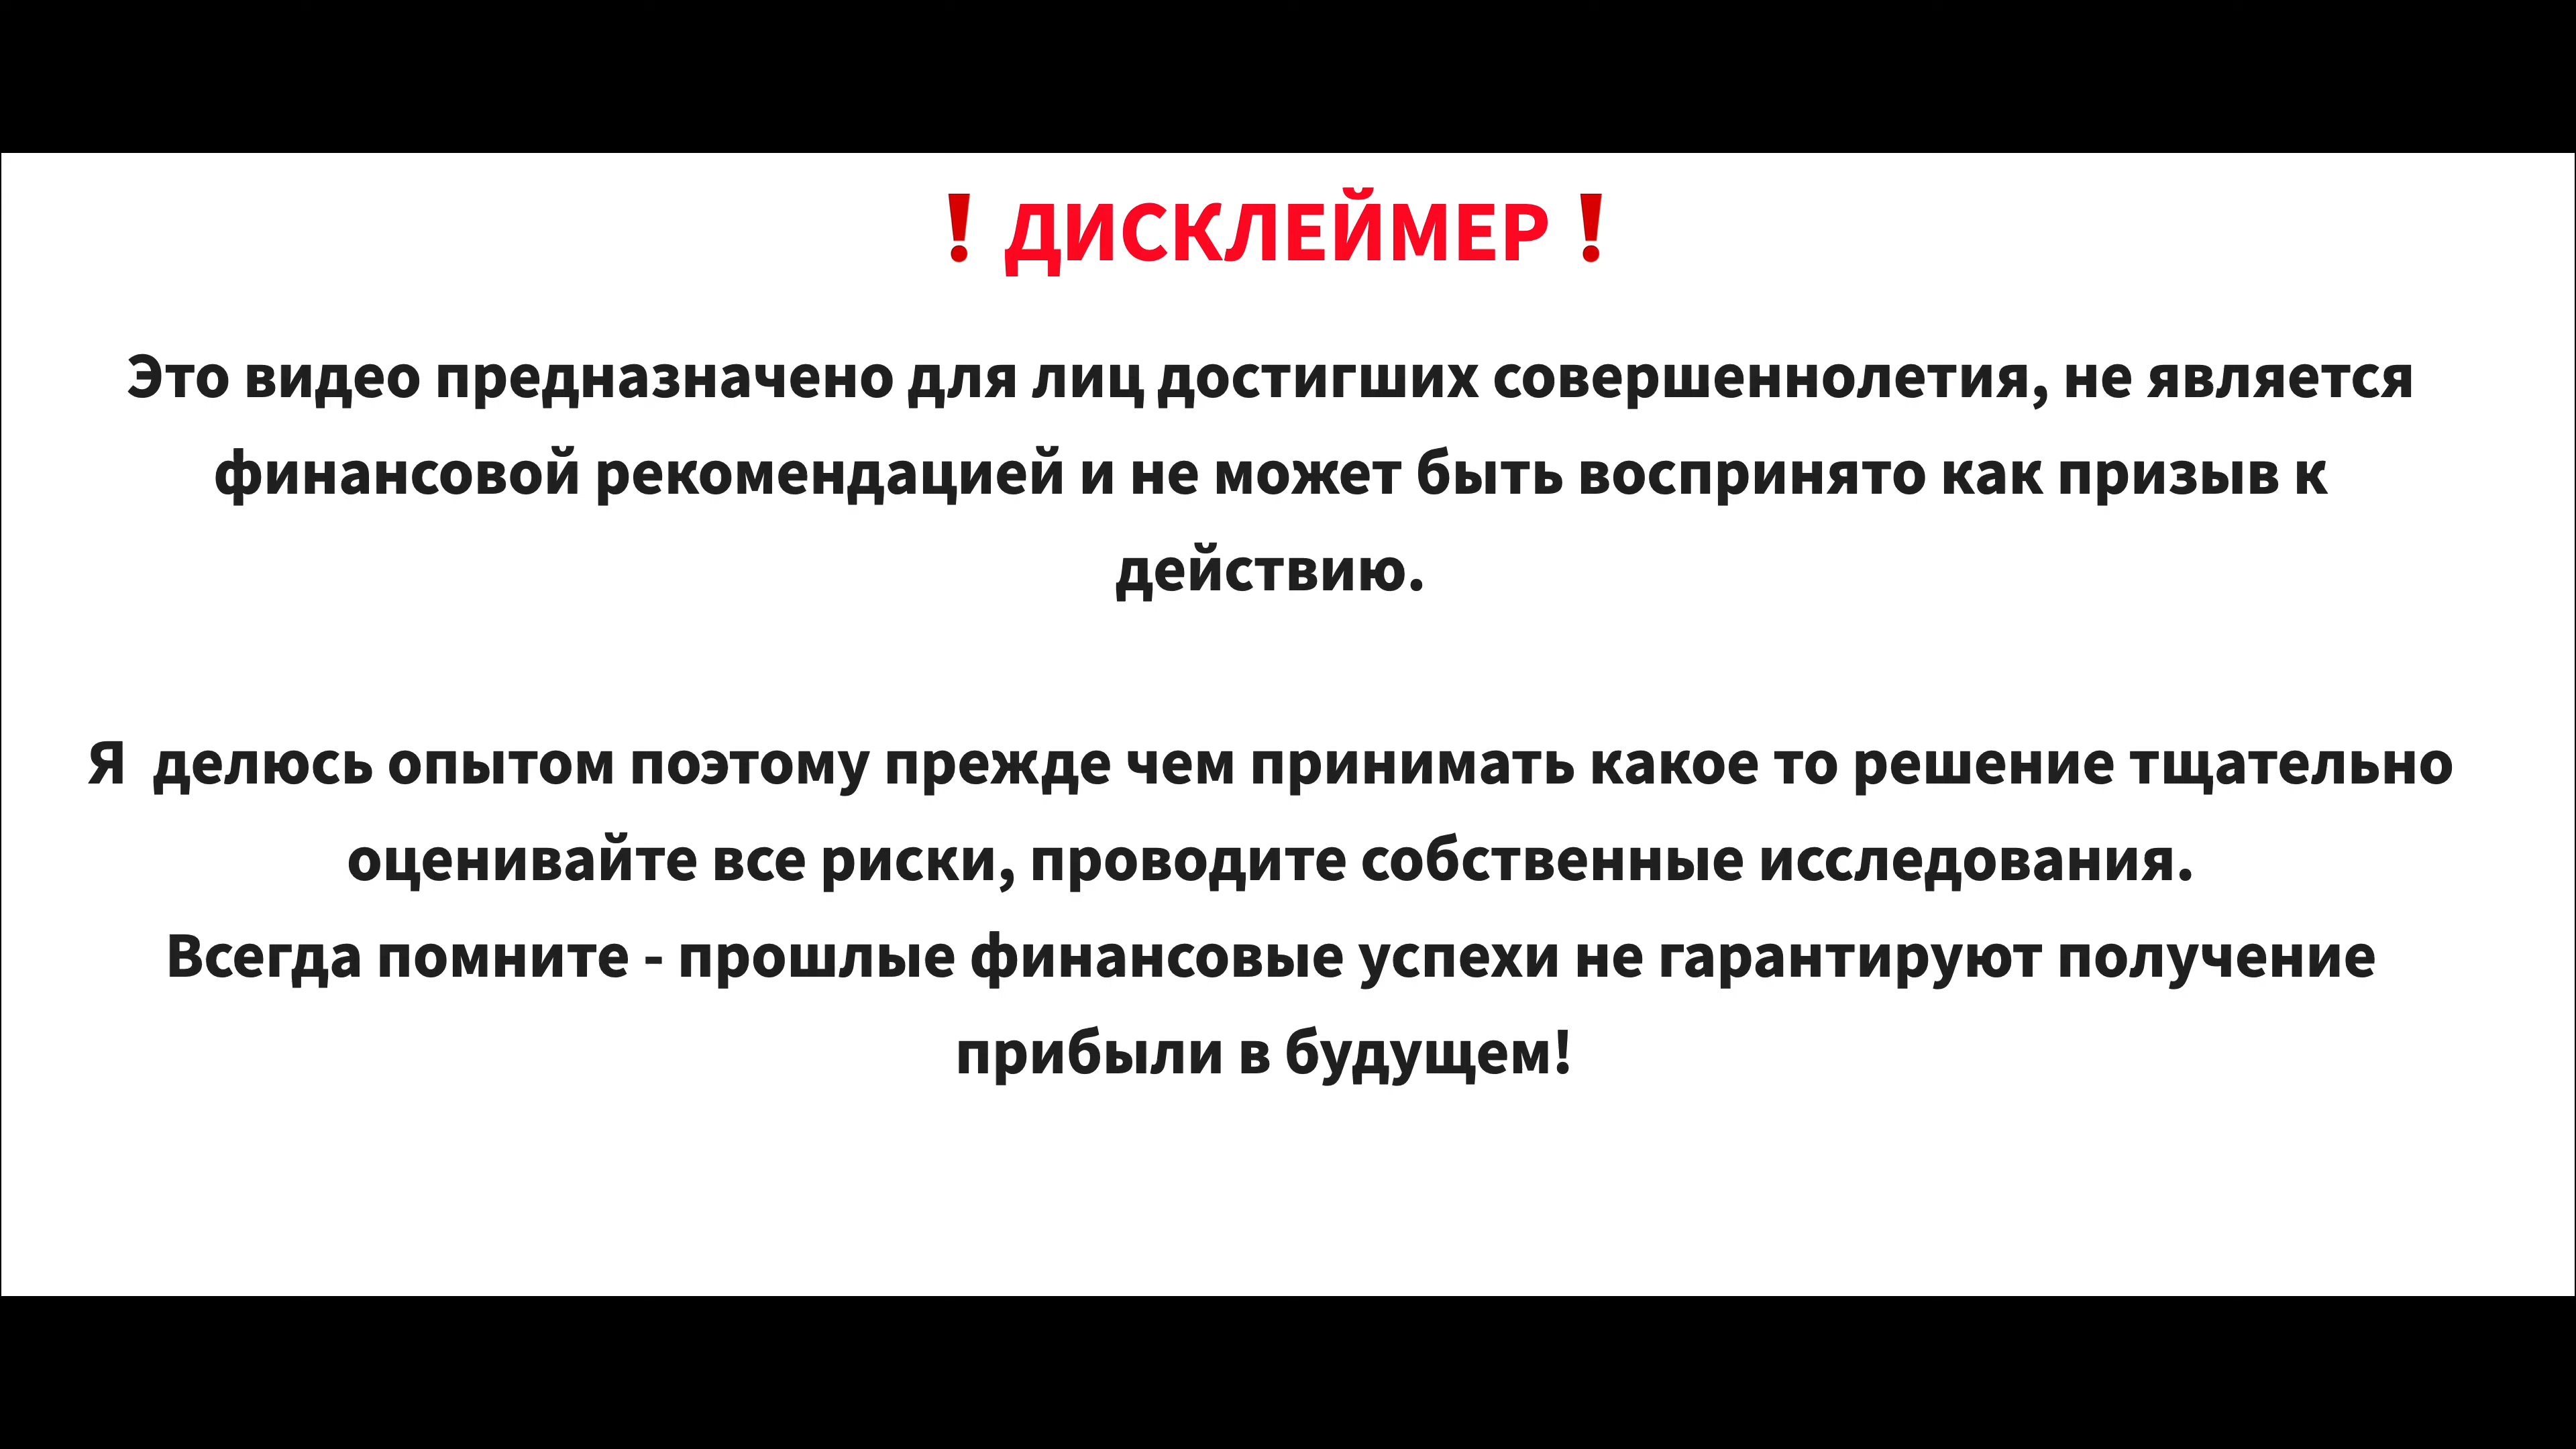 ❗ДИСКЛЕЙМЕР❗
Это видео предназначено для лиц достигших совершеннолетия, не является
финансовой рекомендацией и не может быть воспринято как призыв к
действию.
Я делюсь опытом поэтому прежде чем принимать какое то решение тщательно
оценивайте все риски, проводите собственные исследования.
Всегда помните - прошлые финансовые успехи не гарантируют получение
прибыли в будущем!